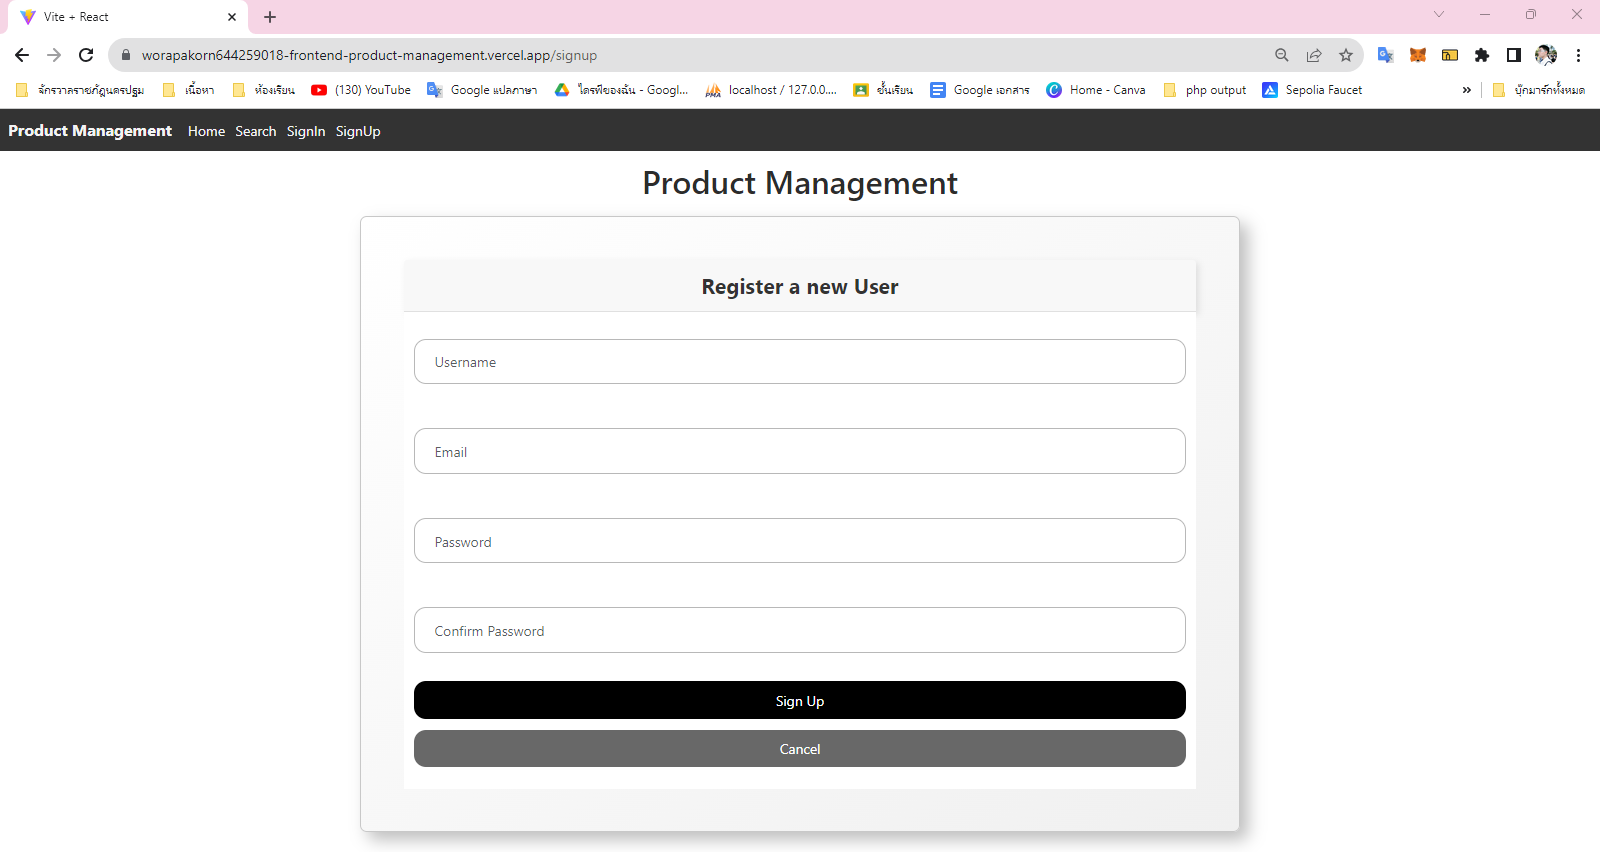 Vite + React
worapakorn644259018-frontend-product-management.vercel.app/signup
จักรวาลราชภัฎนครปฐม เนื้อหา ห้องเรียน (130) YouTube Google แปลภาษา ไดรฟ์ของฉัน - Googl... PMA localhost / 127.0.0.... ชั้นเรียน Google เอกสาร Home - Canva php output Sepolia Faucet » บุ๊กมาร์กทั้งหมด
Product Management Home Search SignIn SignUp
Product Management
Register a new User
Username
Email
Password
Confirm Password
Sign Up
Cancel